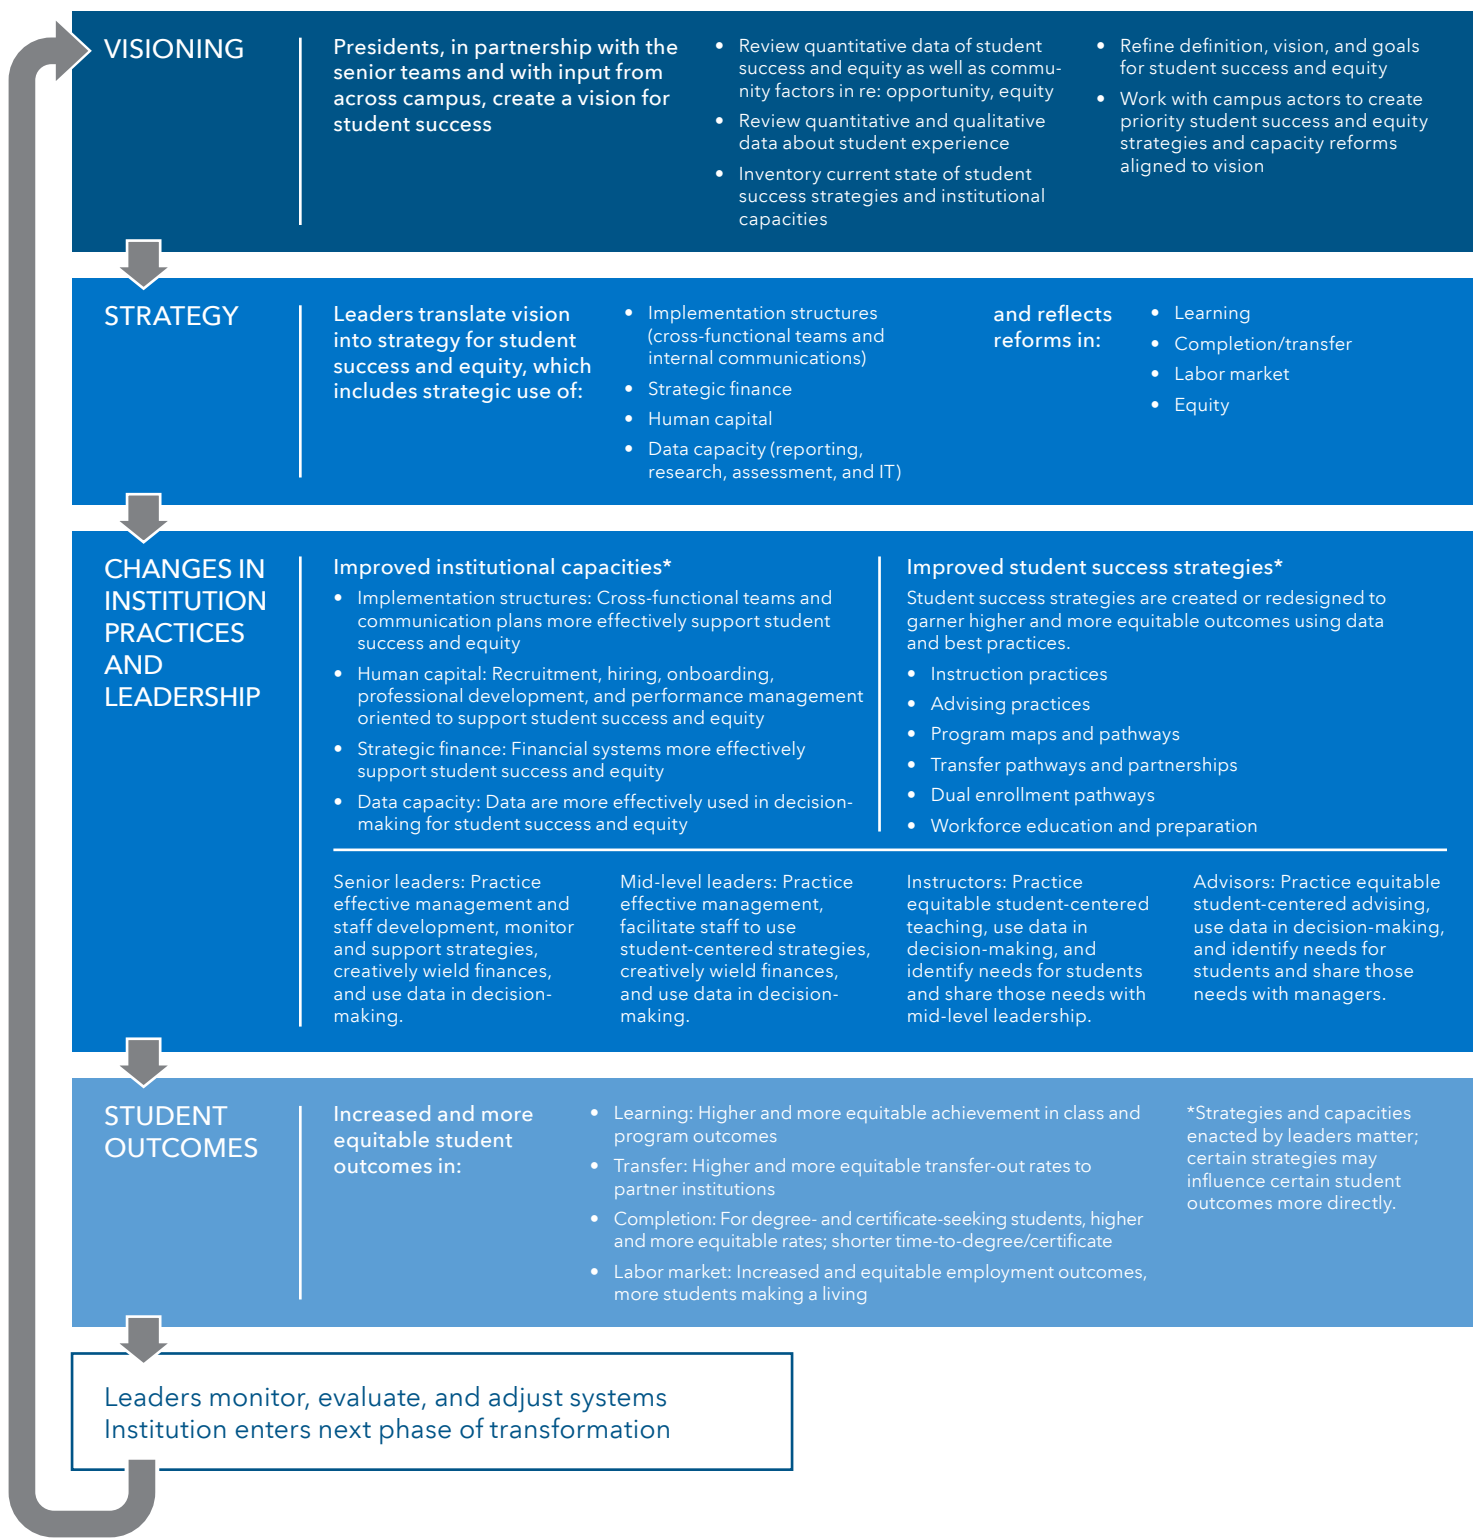 VISIONING
Presidents, in partnership with the
senior teams and with input from
across campus, create a vision for
student success
• Review quantitative data of student
success and equity as well as commu-
nity factors in re: opportunity, equity
• Review quantitative and qualitative
data about student experience
• Inventory current state of student
success strategies and institutional
capacities
• Refine definition, vision, and goals
for student success and equity
• Work with campus actors to create
priority student success and equity
strategies and capacity reforms
aligned to vision
STRATEGY
Leaders translate vision
into strategy for student
success and equity, which
includes strategic use of:
• Implementation structures
(cross-functional teams and
internal communications)
• Strategic finance
• Human capital
• Data capacity (reporting,
research, assessment, and IT)
and reflects
reforms in:
• Learning
• Completion/transfer
• Labor market
• Equity
CHANGES IN
INSTITUTION
PRACTICES
AND
LEADERSHIP
Improved institutional capacities*
• Implementation structures: Cross-functional teams and
communication plans more effectively support student
success and equity
• Human capital: Recruitment, hiring, onboarding,
professional development, and performance management
oriented to support student success and equity
• Strategic finance: Financial systems more effectively
support student success and equity
• Data capacity: Data are more effectively used in decision-
making for student success and equity
Improved student success strategies*
Student success strategies are created or redesigned to
garner higher and more equitable outcomes using data
and best practices.
• Instruction practices
• Advising practices
• Program maps and pathways
• Transfer pathways and partnerships
• Dual enrollment pathways
• Workforce education and preparation
Senior leaders: Practice
effective management and
staff development, monitor
and support strategies,
creatively wield finances,
and use data in decision-
making.
Mid-level leaders: Practice
effective management,
facilitate staff to use
student-centered strategies,
creatively wield finances,
and use data in decision-
making.
Instructors: Practice
equitable student-centered
teaching, use data in
decision-making, and
identify needs for students
and share those needs with
mid-level leadership.
Advisors: Practice equitable
student-centered advising,
use data in decision-making,
and identify needs for
students and share those
needs with managers.
STUDENT
OUTCOMES
Increased and more
equitable student
outcomes in:
• Learning: Higher and more equitable achievement in class and
program outcomes
• Transfer: Higher and more equitable transfer-out rates to
partner institutions
• Completion: For degree- and certificate-seeking students, higher
and more equitable rates; shorter time-to-degree/certificate
• Labor market: Increased and equitable employment outcomes,
more students making a living
*Strategies and capacities
enacted by leaders matter;
certain strategies may
influence certain student
outcomes more directly.
Leaders monitor, evaluate, and adjust systems
Institution enters next phase of transformation